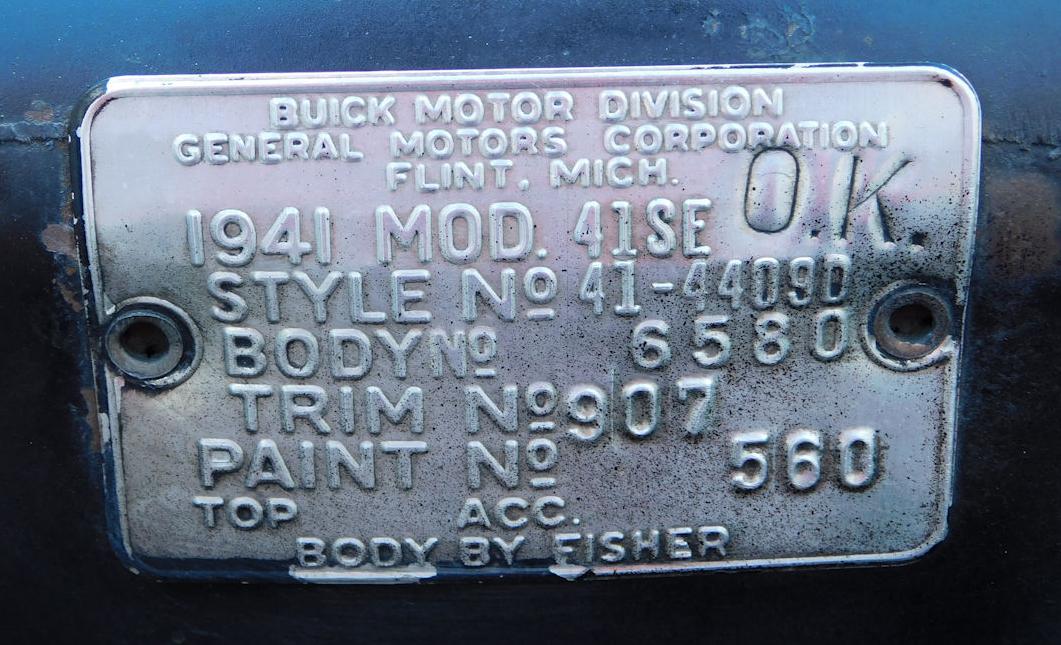 BUICK MOTOR DIVISION
GENERAL MOTORS CORPORATION
FLINT, MICH.
O.K.
1941 MOD. 41SE
STYLE Nº 41-4409D
BODY Nº 6580
TRIM Nº 907
PAINT Nº 560
TOP ACC.
BODY BY FISHER